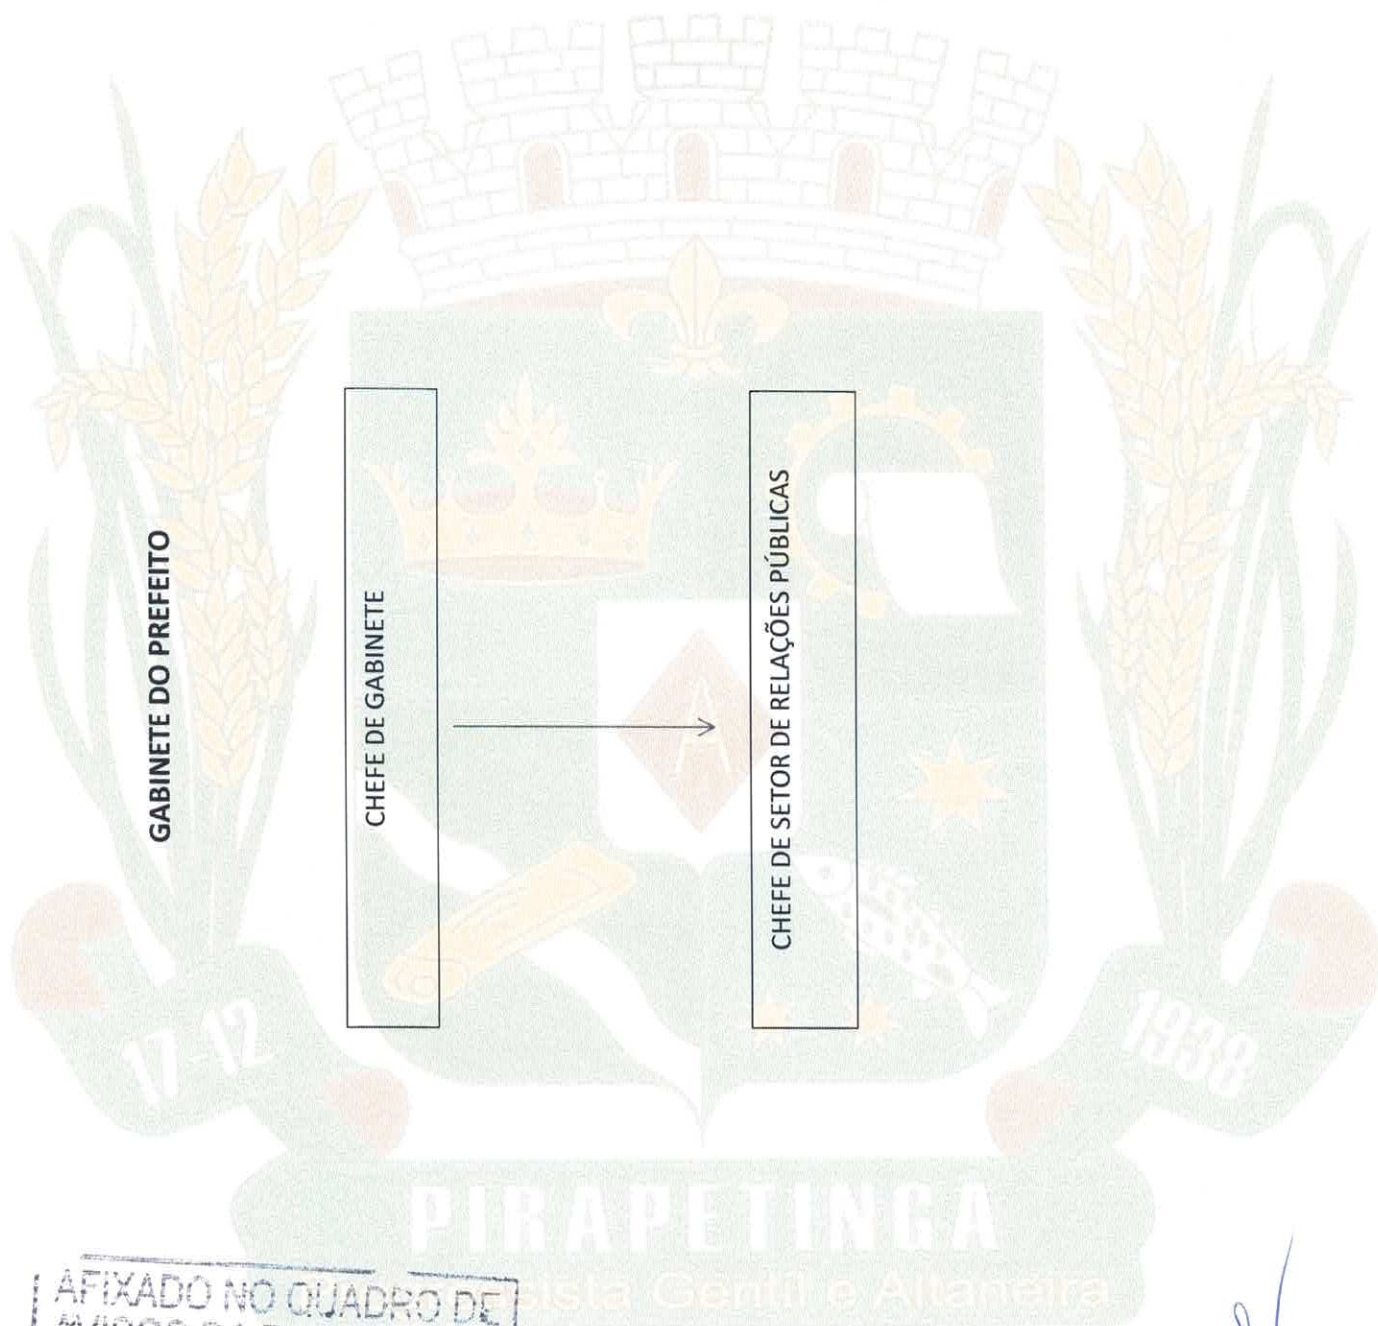 GABINETE DO PREFEITO
CHEFE DE GABINETE
CHEFE DE SETOR DE RELAÇÕES PÚBLICAS
A
17-12
1938
PIRAPETINGA
Gentil e Altaneira
AFIXADO NO QUADRO DE